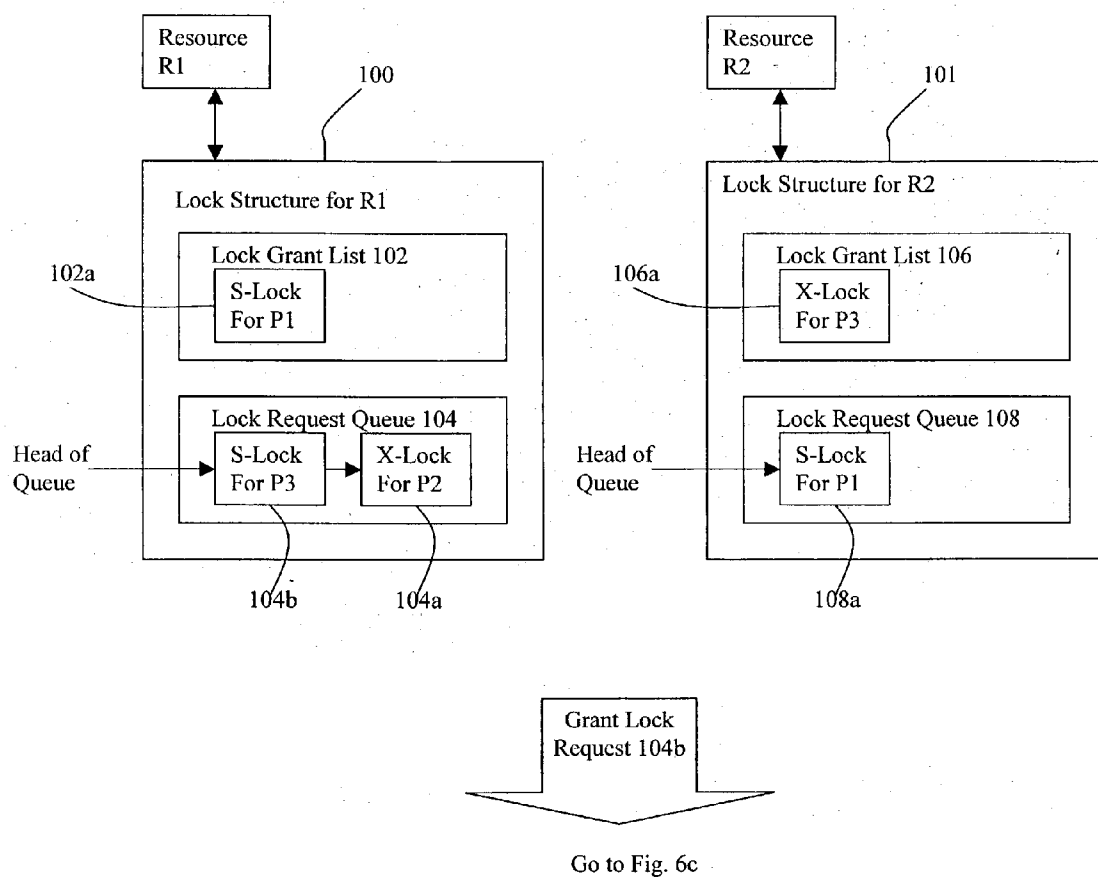 Resource
R1
100
Lock Structure for R1
Lock Grant List 102
102a
S-Lock
For P1
Lock Request Queue 104
Head of
Queue
S-Lock
For P3
X-Lock
For P2
104b
104a
Resource
R2
101
Lock Structure for R2
Lock Grant List 106
106a
X-Lock
For P3
Lock Request Queue 108
Head of
Queue
S-Lock
For P1
108a
Grant Lock
Request 104b
Go to Fig. 6c